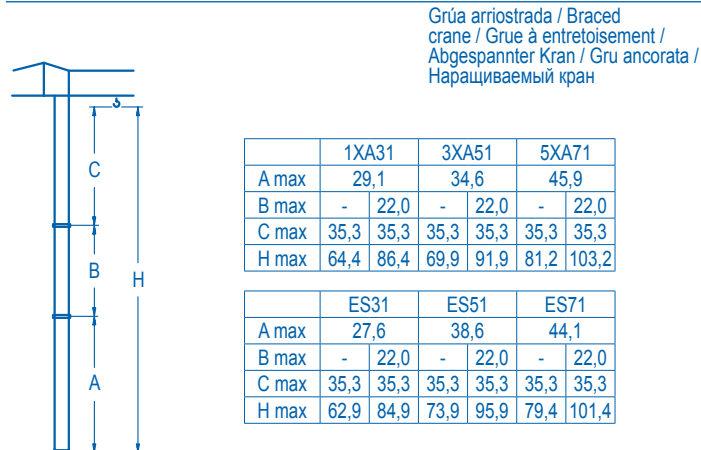 Grúa arriostrada / Braced
crane / Grue à entretoisement /
Abgespannter Kran / Gru ancorata /
Наращиваемый кран
C
B
H
A
1XA31 3XA51 5XA71
A max 29,1 34,6 45,9
B max - 22,0 - 22,0 - 22,0
C max 35,3 35,3 35,3 35,3 35,3 35,3
H max 64,4 86,4 69,9 91,9 81,2 103,2
ES31 ES51 ES71
A max 27,6 38,6 44,1
B max - 22,0 - 22,0 - 22,0
C max 35,3 35,3 35,3 35,3 35,3 35,3
H max 62,9 84,9 73,9 95,9 79,4 101,4